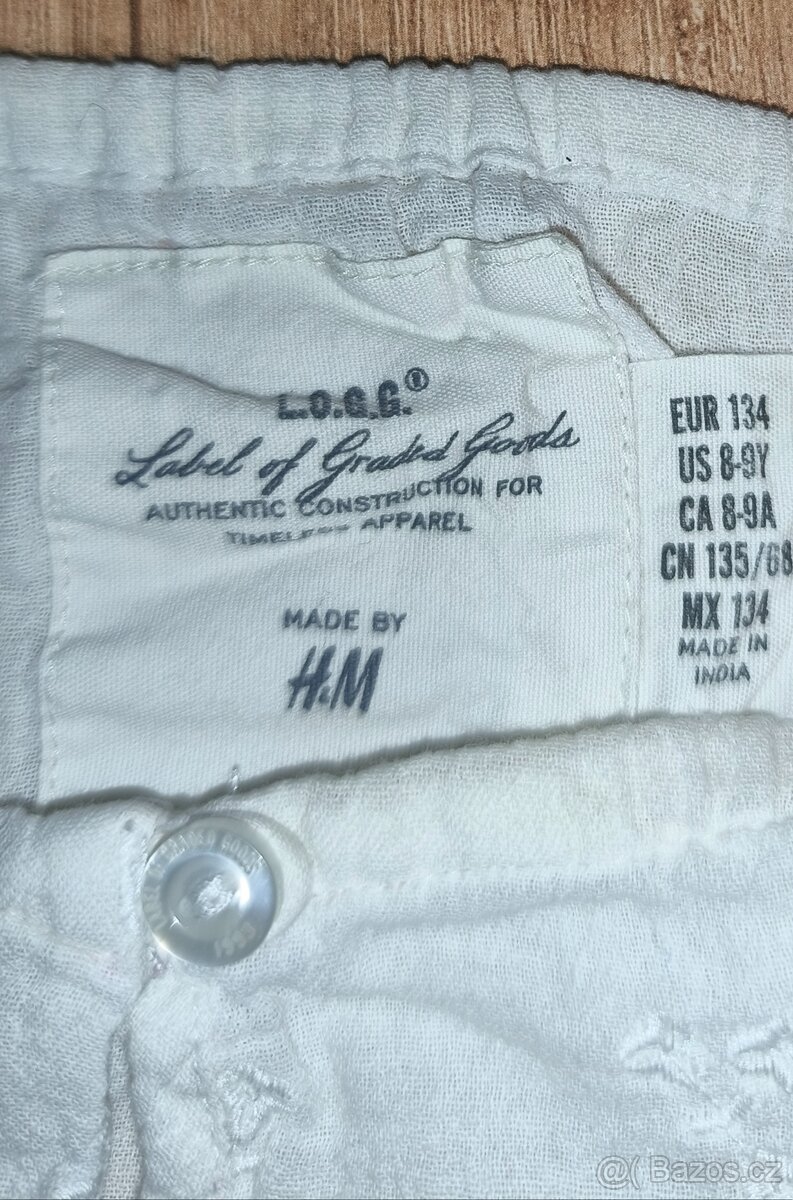 L.O.G.G.®
Label of Graded Goods
AUTHENTIC CONSTRUCTION FOR
APPAREL
MADE BY
H&M
EUR 134
US 8-9Y
CA 8-9A
CN 135/68
MX 134
MADE IN
INDIA
1933
@( Bazos.cz